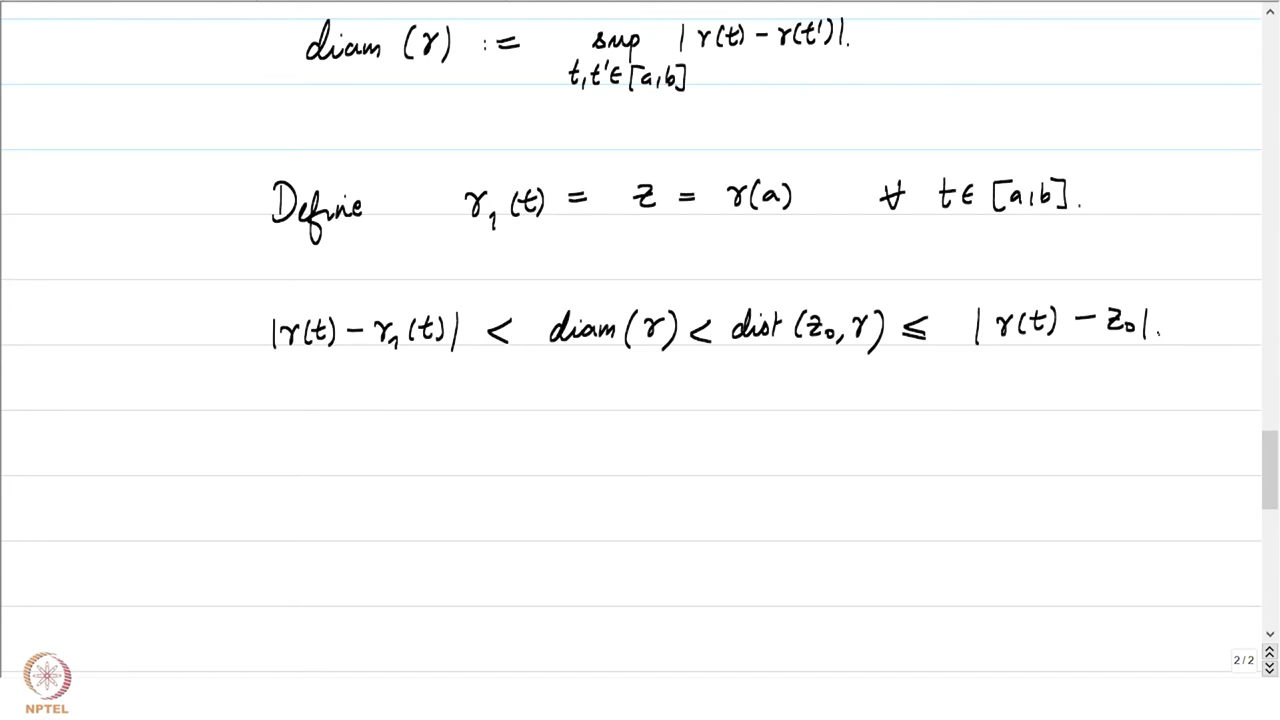 diam (γ) := sup |γ(t) - γ(t')|.
t,t'∈[a,b]
Define γ₁(t) = z = γ(a) ∀ t∈ [a,b].
|γ(t) - γ₁(t)| < diam(γ) < dist(z₀,γ) ≤ |γ(t) - z₀|.
2/2
NPTEL